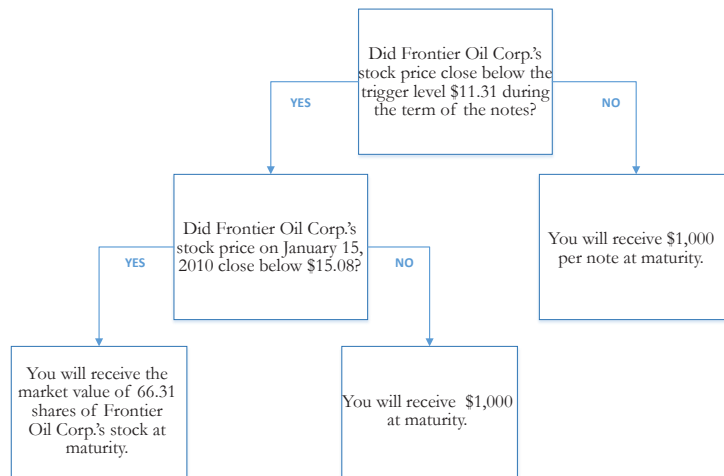 Did Frontier Oil Corp.'s
stock price close below the
trigger level $11.31 during
the term of the notes?
YES
NO
Did Frontier Oil Corp.'s
stock price on January 15,
2010 close below $15.08?
You will receive $1,000
per note at maturity.
YES
NO
You will receive the
market value of 66.31
shares of Frontier
Oil Corp.'s stock at
maturity.
You will receive $1,000
at maturity.